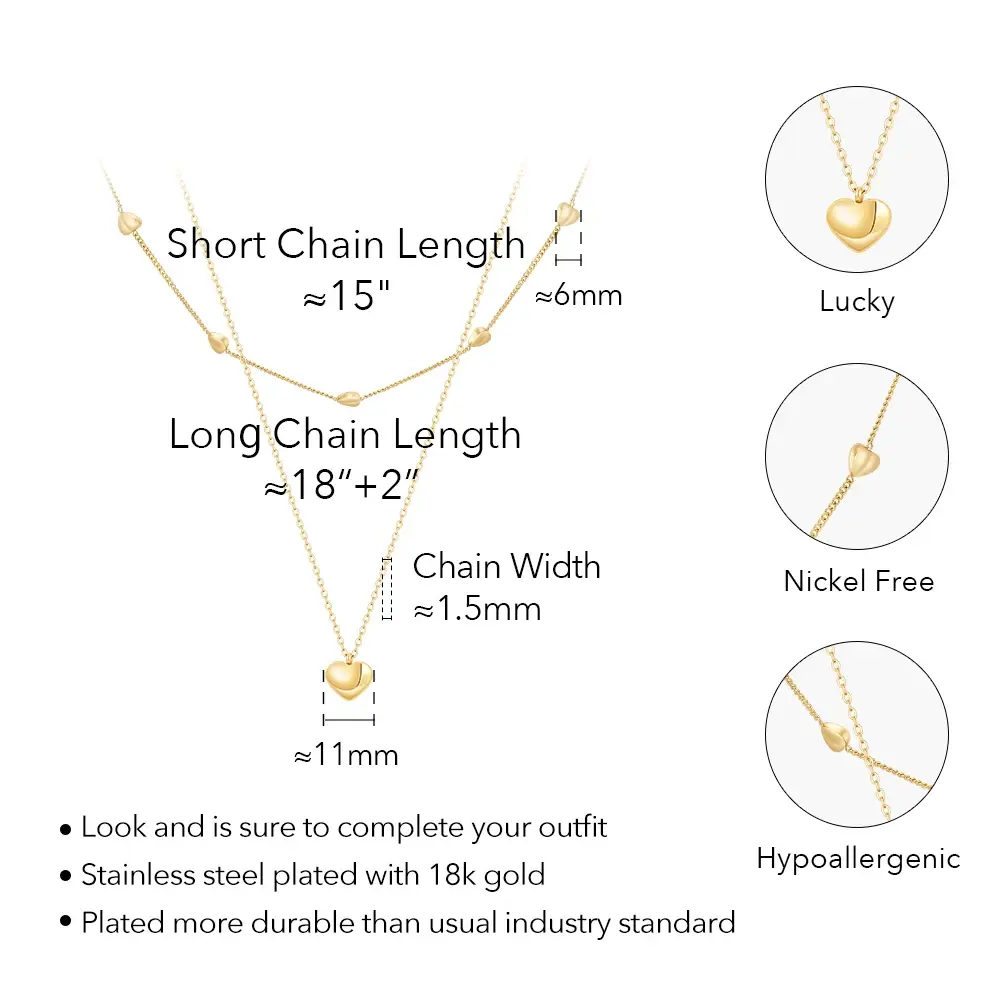 Short Chain Length
≈15"
≈6mm
Long Chain Length
≈18“+2”
Chain Width
≈1.5mm
≈11mm
Lucky
Nickel Free
Hypoallergenic
• Look and is sure to complete your outfit
• Stainless steel plated with 18k gold
• Plated more durable than usual industry standard